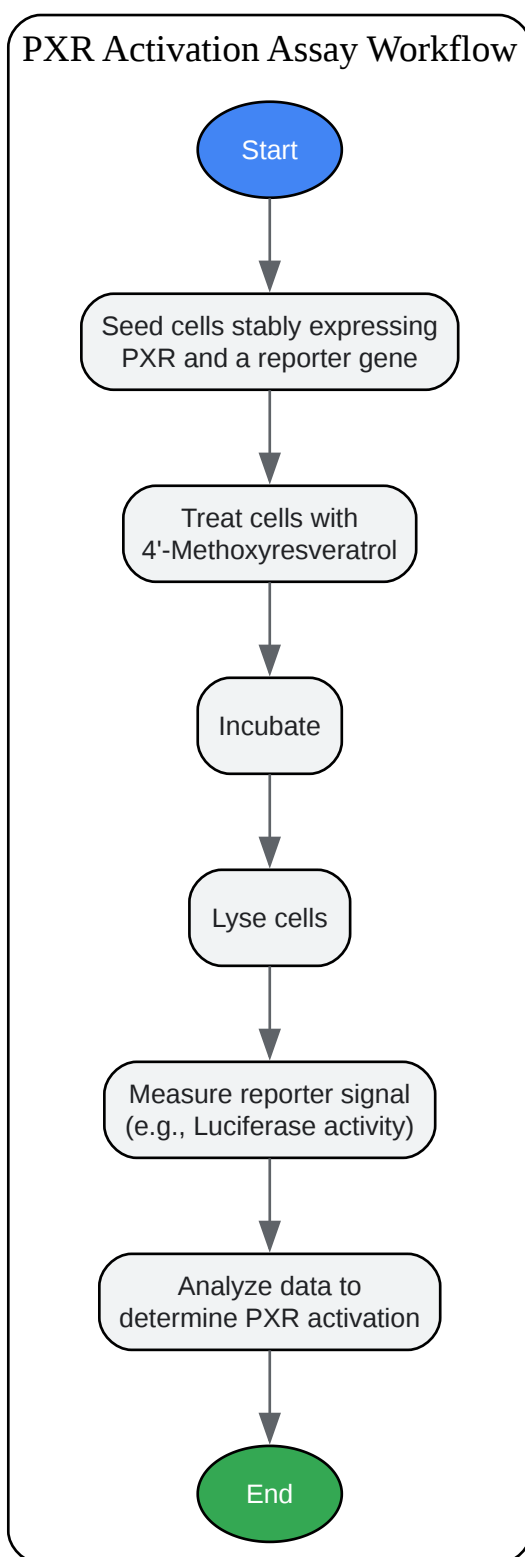 PXR Activation Assay Workflow
Start
Seed cells stably expressing
PXR and a reporter gene
Treat cells with
4'-Methoxyresveratrol
Incubate
Lyse cells
Measure reporter signal
(e.g., Luciferase activity)
Analyze data to
determine PXR activation
End